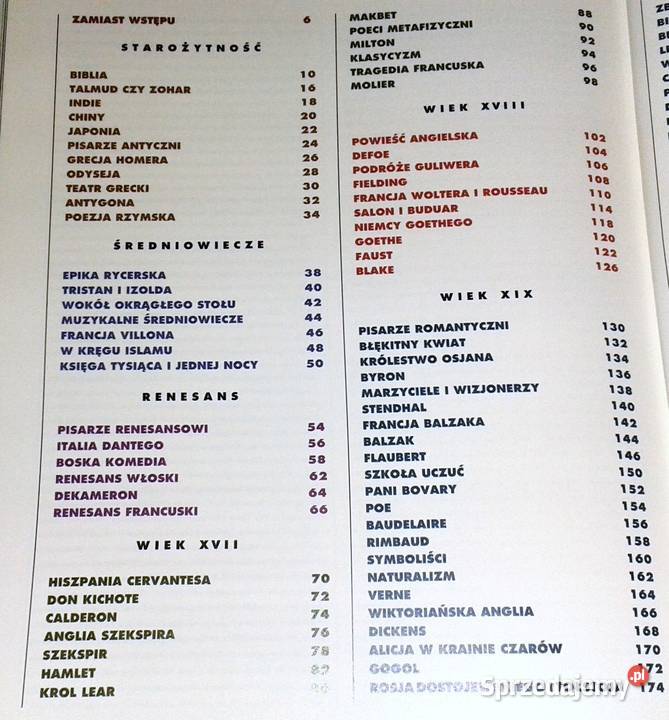 ZAMIAST WSTĘPU 6
STAROŻYTNOŚĆ
BIBLIA 10
TALMUD CZY ZOHAR 16
INDIE 18
CHINY 20
JAPONIA 22
PISARZE ANTYCZNI 24
GRECJA HOMERA 26
ODYSEJA 28
TEATR GRECKI 30
ANTYGONA 32
POEZJA RZYMSKA 34
ŚREDNIOWIECZE
EPIKA RYCERSKA 38
TRISTAN I IZOLDA 40
WOKÓŁ OKRĄGŁEGO STOŁU 42
MUZYKALNE ŚREDNIOWIECZE 44
FRANCJA VILLONA 46
W KRĘGU ISLAMU 48
KSIĘGA TYSIĄCA I JEDNEJ NOCY 50
RENESANS
PISARZE RENESANSOWI 54
ITALIA DANTEGO 56
BOSKA KOMEDIA 58
RENESANS WŁOSKI 62
DEKAMERON 64
RENESANS FRANCUSKI 66
WIEK XVII
HISZPANIA CERVANTESA 70
DON KICHOTE 72
CALDERON 74
ANGLIA SZEKSPIRA 76
SZEKSPIR 78
HAMLET
KROL LEAR
MAKBET 88
POECI METAFIZYCZNI 90
MILTON 92
KLASYCYZM 94
TRAGEDIA FRANCUSKA 96
MOLIER 98
WIEK XVIII
POWIEŚĆ ANGIELSKA 102
DEFOE 104
PODRÓŻE GULIWERA 106
FIELDING 108
FRANCJA WOLTERA I ROUSSEAU 110
SALON I BUDUAR 114
NIEMCY GOETHEGO 118
GOETHE 120
FAUST 122
BLAKE 126
WIEK XIX
PISARZE ROMANTYCZNI 130
BŁĘKITNY KWIAT 132
KRÓLESTWO OSJANA 134
BYRON 136
MARZYCIELE I WIZJONERZY 138
STENDHAL 140
FRANCJA BALZAKA 142
BALZAK 144
FLAUBERT 146
SZKOŁA UCZUĆ 150
PANI BOVARY 152
POE 154
BAUDELAIRE 156
RIMBAUD 158
SYMBOLIŚCI 160
NATURALIZM 162
VERNE 164
WIKTORIAŃSKA ANGLIA 166
DICKENS 168
ALICJA W KRAINIE CZARÓW 170
GOGOL 172
ROSJA 174
Sprzedajemy .pl